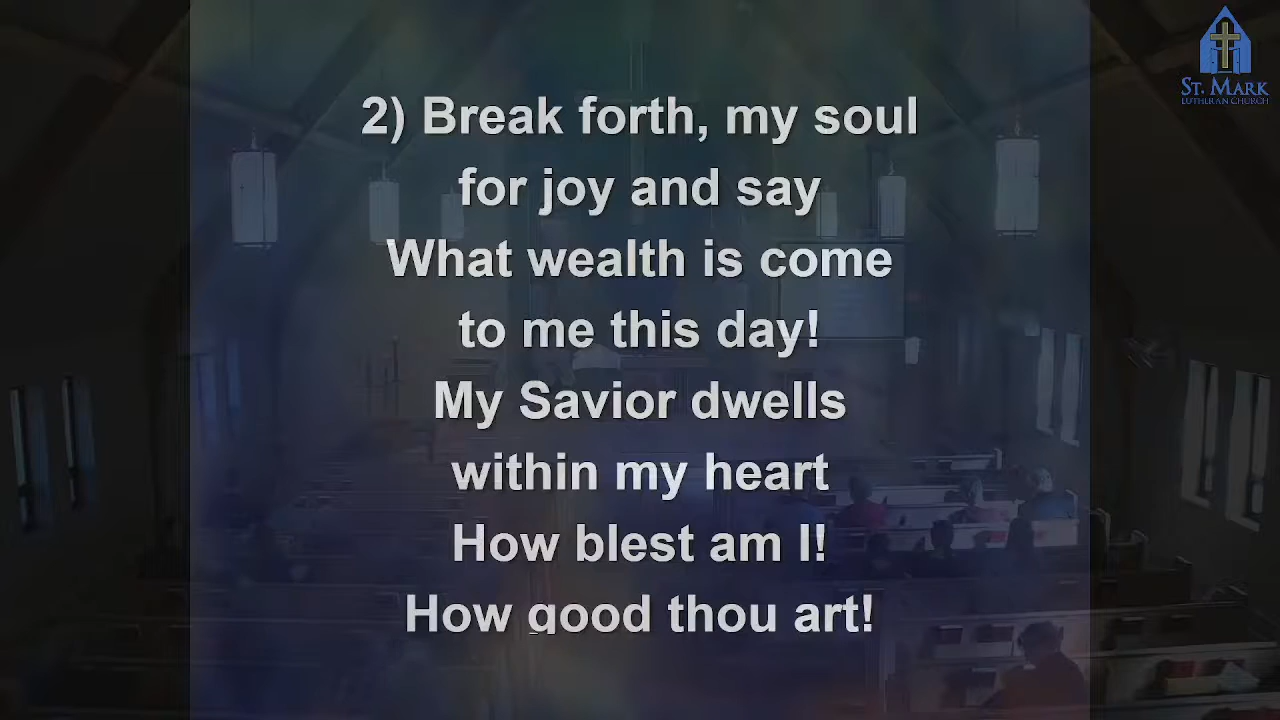 ST. MARK
LUTHERAN CHURCH
2) Break forth, my soul
for joy and say
What wealth is come
to me this day!
My Savior dwells
within my heart
How blest am I!
How good thou art!